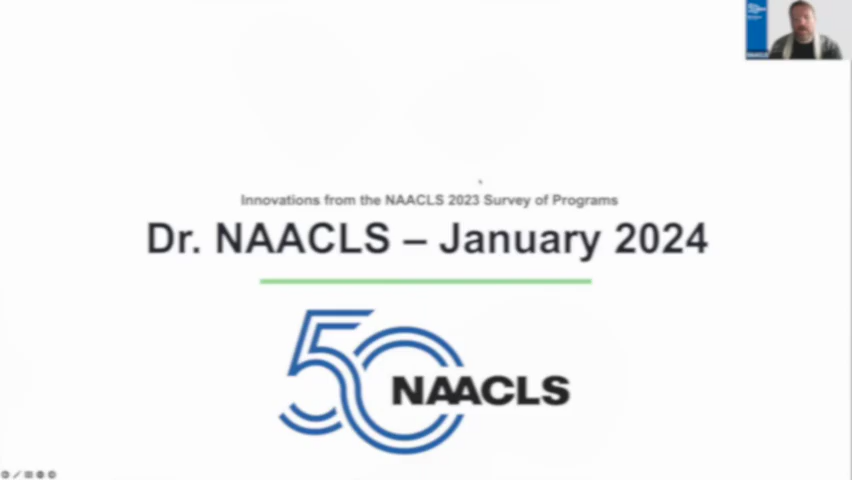 Innovations from the NAACLS 2023 Survey of Programs
Dr. NAACLS – January 2024
50
NAACLS